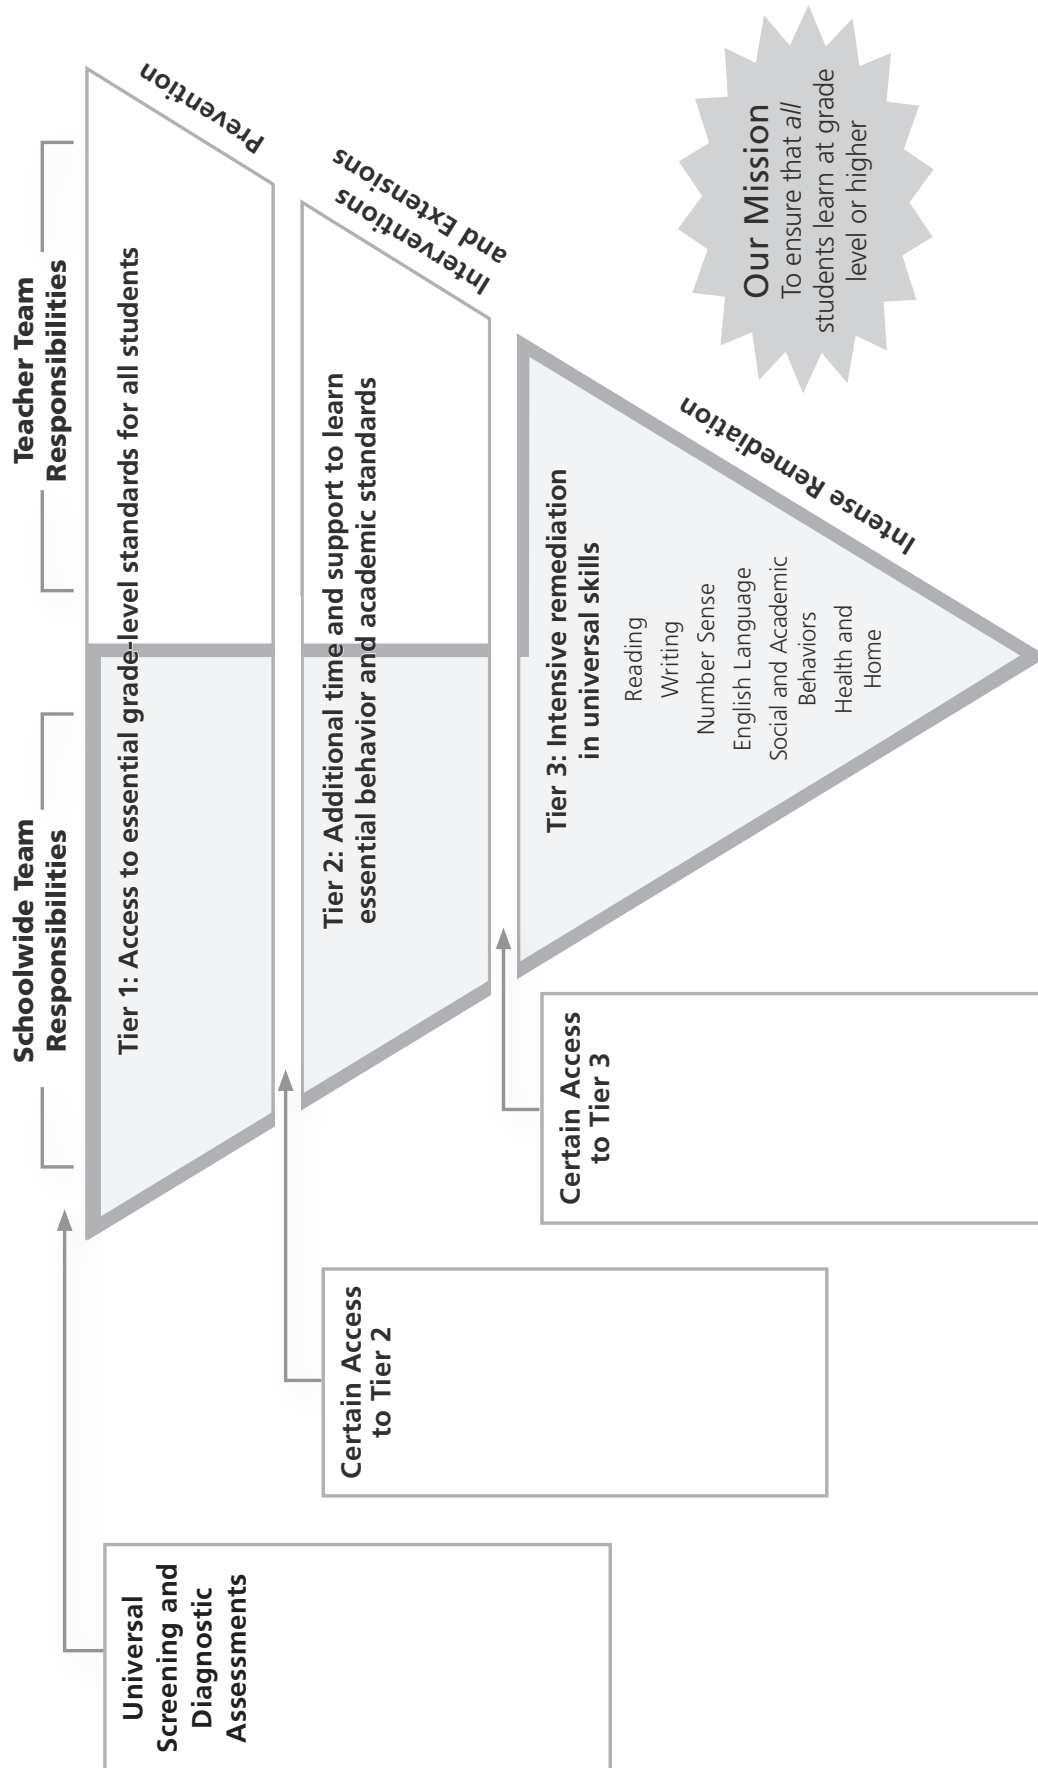 Schoolwide Team
Responsibilities
Teacher Team
Responsibilities
Universal
Screening and
Diagnostic
Assessments
Tier 1: Access to essential grade-level standards for all students
Prevention
Certain Access
to Tier 2
Tier 2: Additional time and support to learn
essential behavior and academic standards
Interventions
and Extensions
Certain Access
to Tier 3
Tier 3: Intensive remediation
in universal skills
Reading
Writing
Number Sense
English Language
Social and Academic
Behaviors
Health and
Home
Intense Remediation
Our Mission
To ensure that all
students learn at grade
level or higher